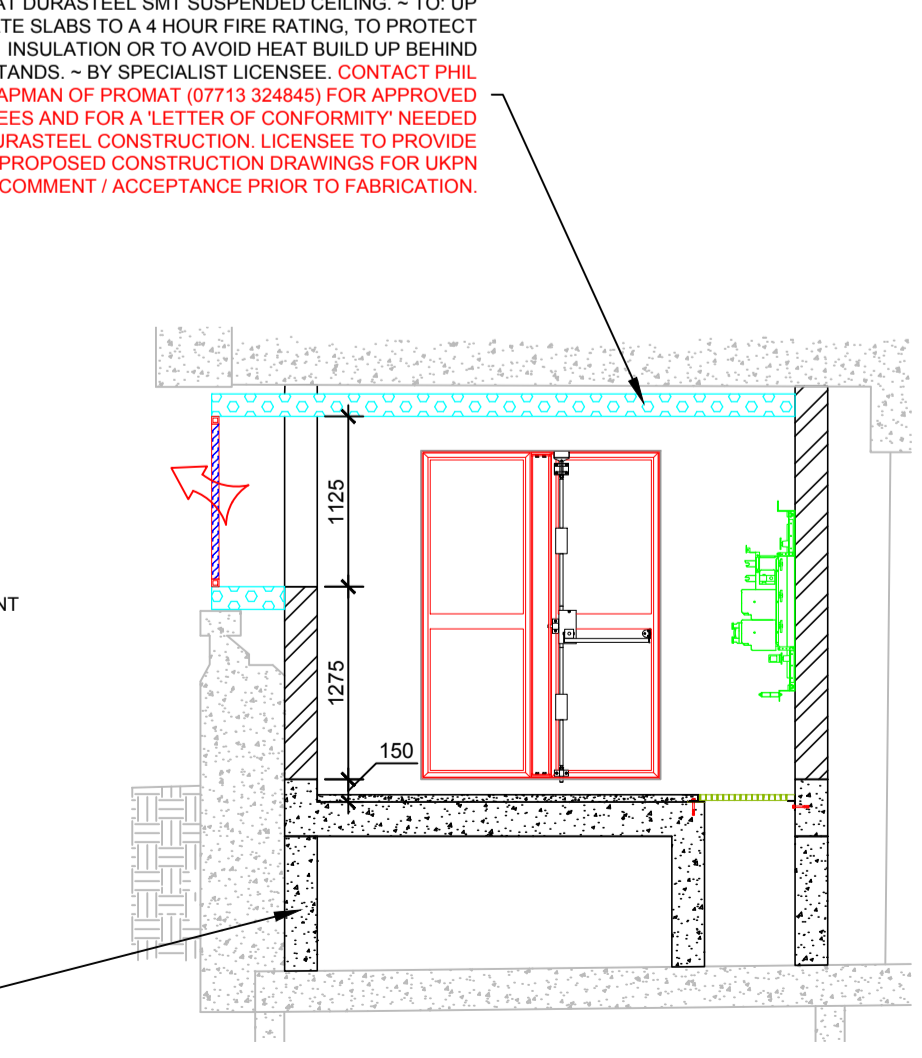 AT DURASTEEL SMT SUSPENDED CEILING. ~ TO: UP
TE SLABS TO A 4 HOUR FIRE RATING, TO PROTECT
INSULATION OR TO AVOID HEAT BUILD UP BEHIND
TANDS. ~ BY SPECIALIST LICENSEE. CONTACT PHIL
APMAN OF PROMAT (07713 324845) FOR APPROVED
EES AND FOR A 'LETTER OF CONFORMITY' NEEDED
URASTEEL CONSTRUCTION. LICENSEE TO PROVIDE
PROPOSED CONSTRUCTION DRAWINGS FOR UKPN
COMMENT / ACCEPTANCE PRIOR TO FABRICATION.
1125
NT
1275
150